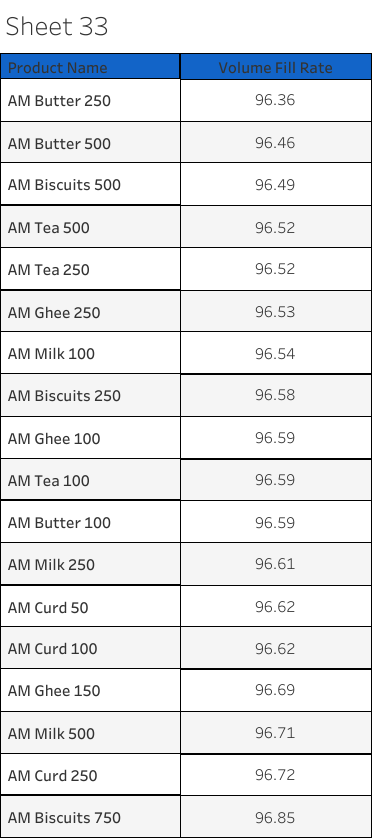 Sheet 33
Product Name Volume Fill Rate
AM Butter 250 96.36
AM Butter 500 96.46
AM Biscuits 500 96.49
AM Tea 500 96.52
AM Tea 250 96.52
AM Ghee 250 96.53
AM Milk 100 96.54
AM Biscuits 250 96.58
AM Ghee 100 96.59
AM Tea 100 96.59
AM Butter 100 96.59
AM Milk 250 96.61
AM Curd 50 96.62
AM Curd 100 96.62
AM Ghee 150 96.69
AM Milk 500 96.71
AM Curd 250 96.72
AM Biscuits 750 96.85